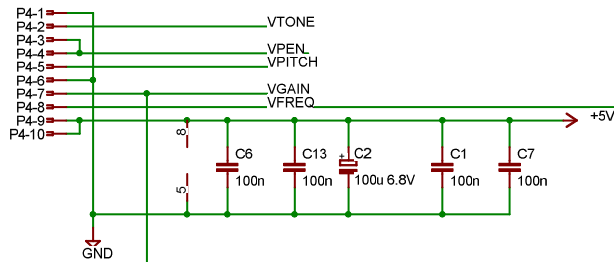 P4-1
P4-2 VTONE
P4-3
P4-4 VPEN
P4-5 VPITCH
P4-6
P4-7 VGAIN
P4-8 VFREQ
P4-9 +5V
P4-10
8
C6 C13 + C2 C1 C7
100n 100n 100u 6.8V 100n 100n
5
GND